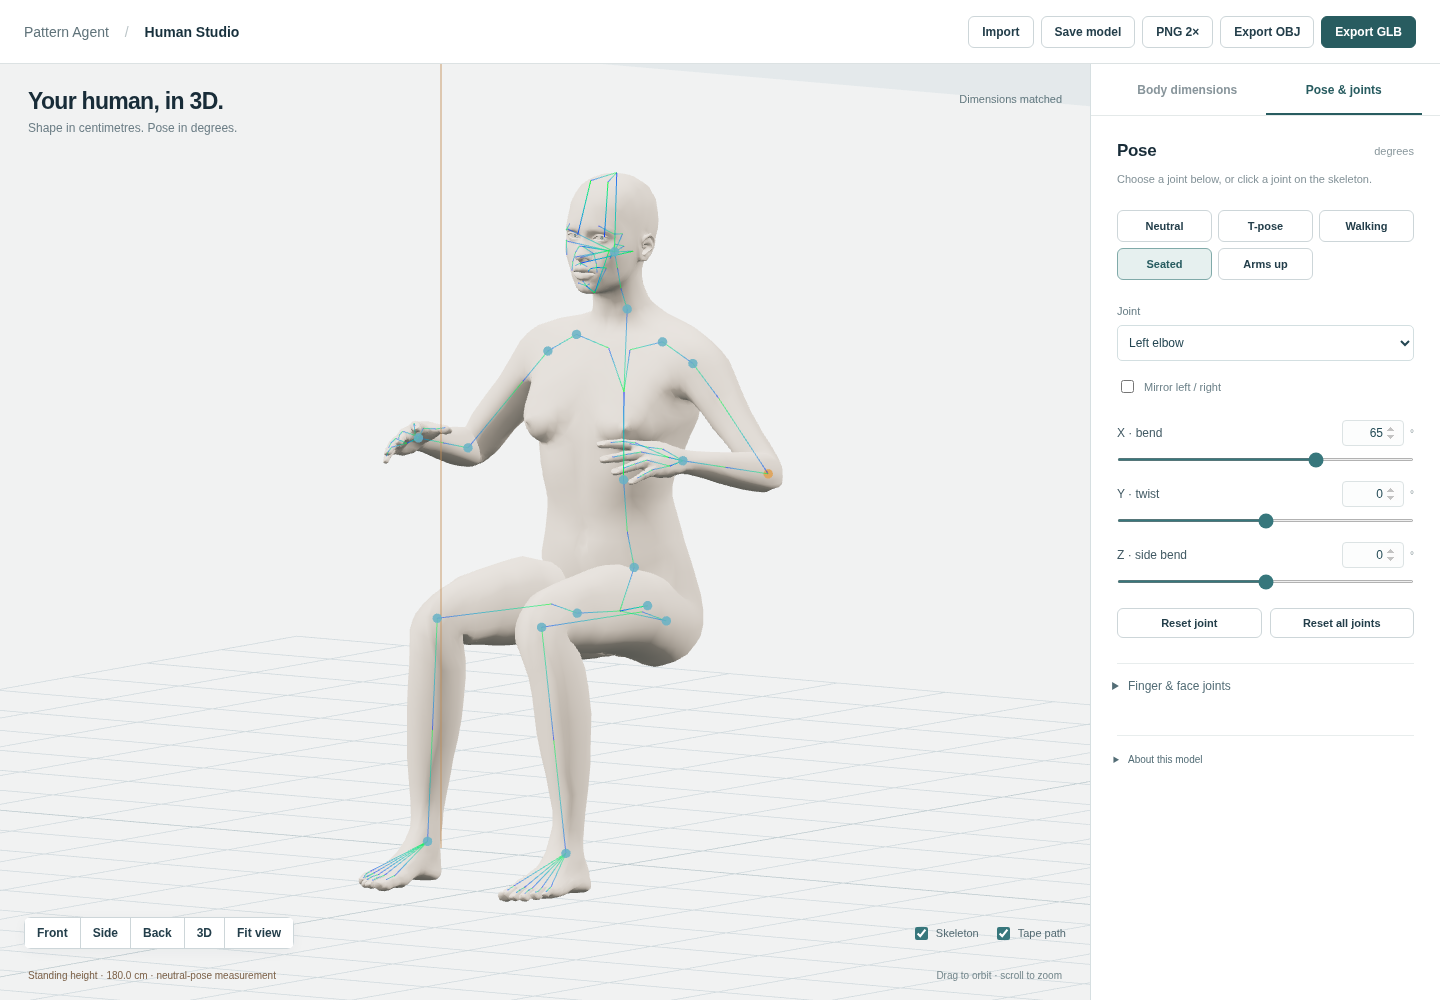 Pattern Agent / Human Studio
Import
Save model
PNG 2×
Export OBJ
Export GLB
Your human, in 3D.
Shape in centimetres. Pose in degrees.
Dimensions matched
Body dimensions
Pose & joints
Pose
degrees
Choose a joint below, or click a joint on the skeleton.
Neutral
T-pose
Walking
Seated
Arms up
Joint
Left elbow
Mirror left / right
X · bend
65 °
Y · twist
0 °
Z · side bend
0 °
Reset joint
Reset all joints
Finger & face joints
About this model
Front
Side
Back
3D
Fit view
Skeleton
Tape path
Standing height · 180.0 cm · neutral-pose measurement
Drag to orbit · scroll to zoom